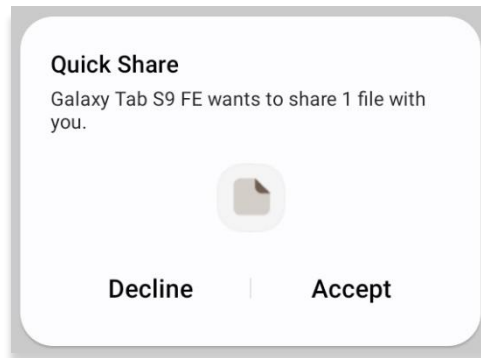 Quick Share
Galaxy Tab S9 FE wants to share 1 file with
you.
Decline
Accept